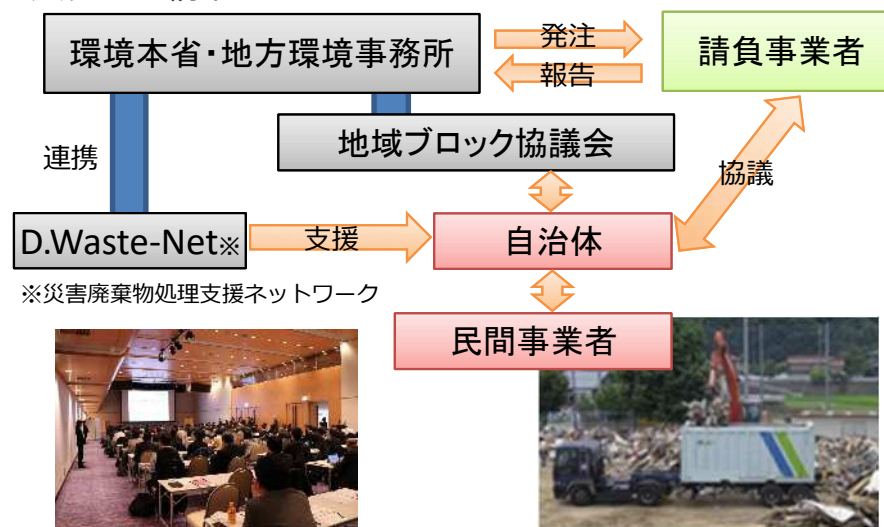 環境本省・地方環境事務所
発注
報告
請負事業者
連携
地域ブロック協議会
協議
D.Waste-Net※
支援
自治体
※災害廃棄物処理支援ネットワーク
民間事業者